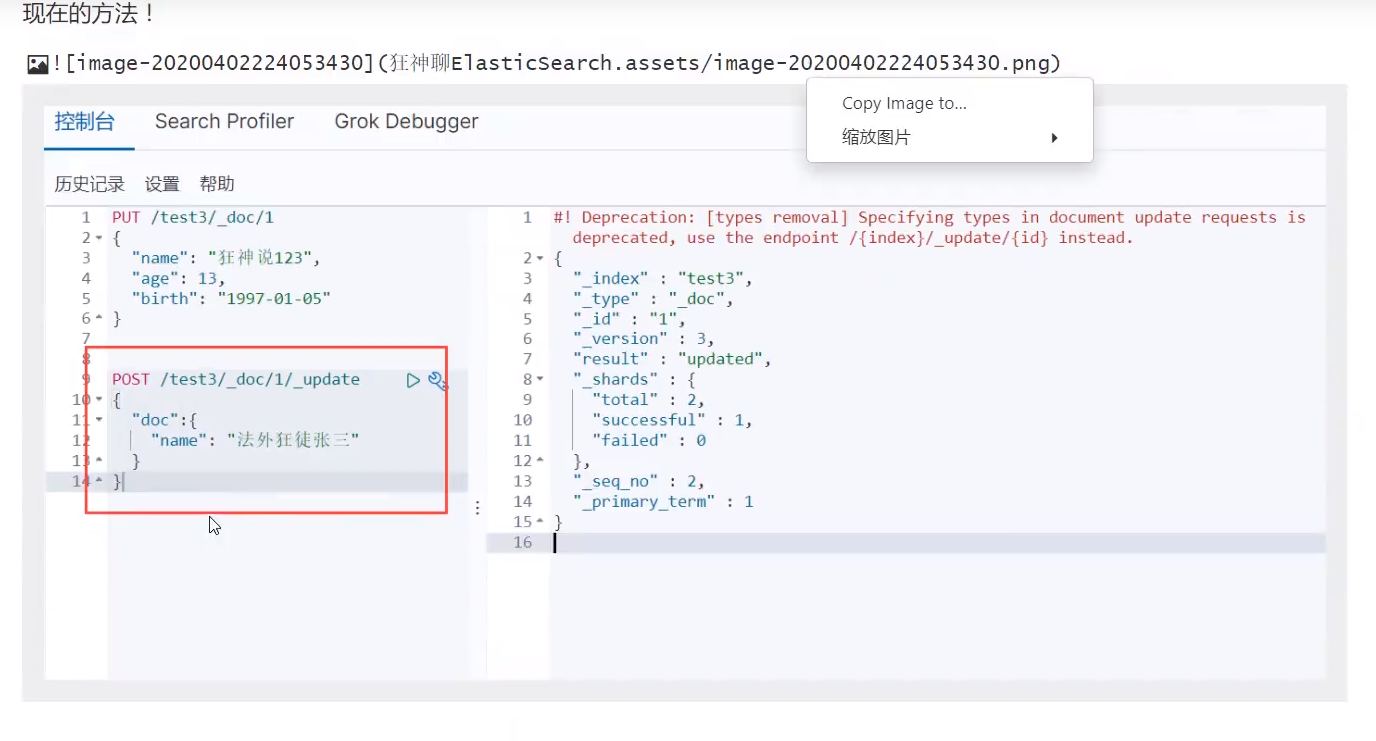 现在的方法！
![image-20200402224053430](狂神聊ElasticSearch.assets/image-20200402224053430.png)
Copy Image to...
缩放图片
控制台 Search Profiler Grok Debugger
历史记录 设置 帮助
1 PUT /test3/_doc/1
2 {
3 "name": "狂神说123",
4 "age": 13,
5 "birth": "1997-01-05"
6 }
7
8
9 POST /test3/_doc/1/_update
10 {
11 "doc":{
12 "name": "法外狂徒张三"
13 }
14 }
1 #! Deprecation: [types removal] Specifying types in document update requests is
deprecated, use the endpoint /{index}/_update/{id} instead.
2 {
3 "_index" : "test3",
4 "_type" : "_doc",
5 "_id" : "1",
6 "_version" : 3,
7 "result" : "updated",
8 "_shards" : {
9 "total" : 2,
10 "successful" : 1,
11 "failed" : 0
12 },
13 "_seq_no" : 2,
14 "_primary_term" : 1
15 }
16